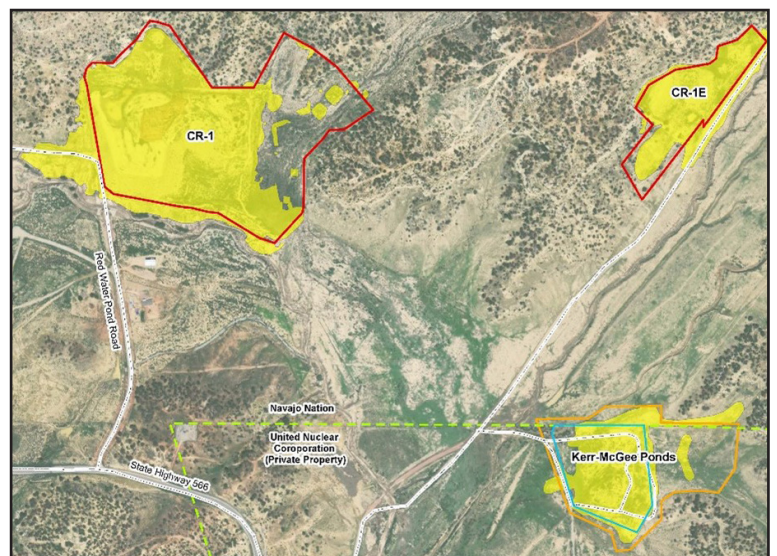 CR-1
CR-1E
Red Water Pond Road
Navajo Nation
United Nuclear
Coroporation
(Private Property)
Kerr-McGee Ponds
State Highway 566